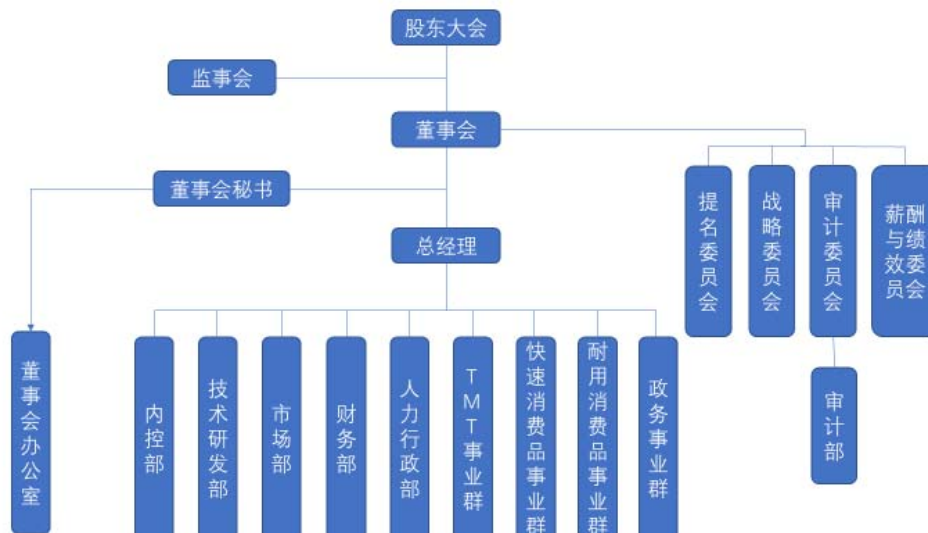 股东大会
监事会
董事会
董事会秘书
总经理
提名委员会
战略委员会
审计委员会
薪酬与绩效委员会
董事会办公室
内控部
技术研发部
市场部
财务部
人力行政部
TMT事业群
快速消费品事业群
耐用消费品事业群
政务事业群
审计部